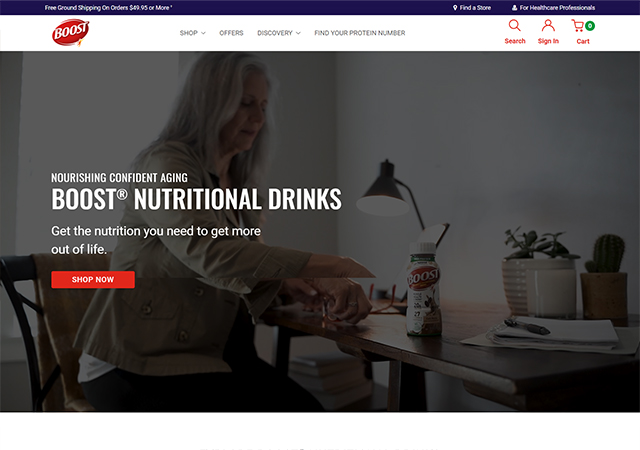 Free Ground Shipping On Orders $49.95 or More*
Find a Store
For Healthcare Professionals
BOOST
SHOP
OFFERS
DISCOVERY
FIND YOUR PROTEIN NUMBER
Search
Sign In
0
Cart
NOURISHING CONFIDENT AGING
BOOST® NUTRITIONAL DRINKS
Get the nutrition you need to get more
out of life.
SHOP NOW
BOOST